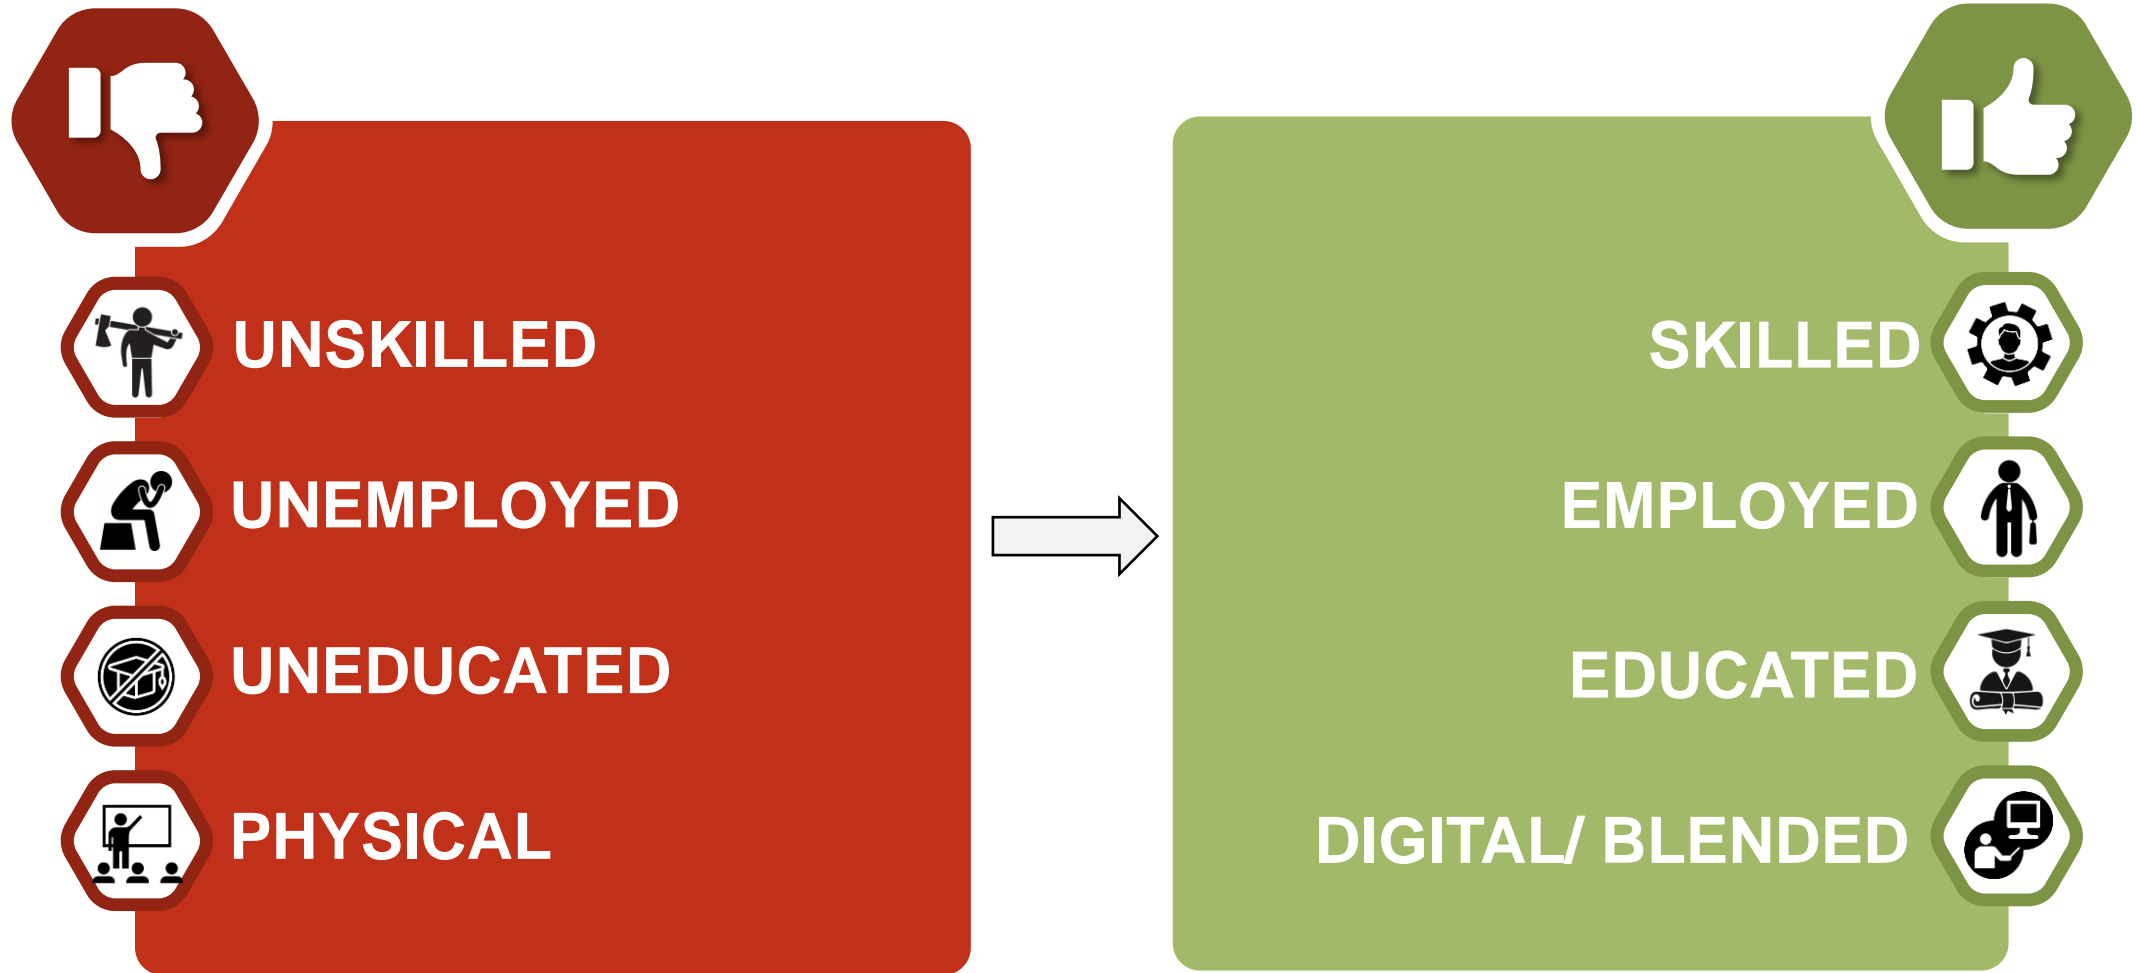 UNSKILLED
UNEMPLOYED
UNEDUCATED
PHYSICAL
SKILLED
EMPLOYED
EDUCATED
DIGITAL/ BLENDED